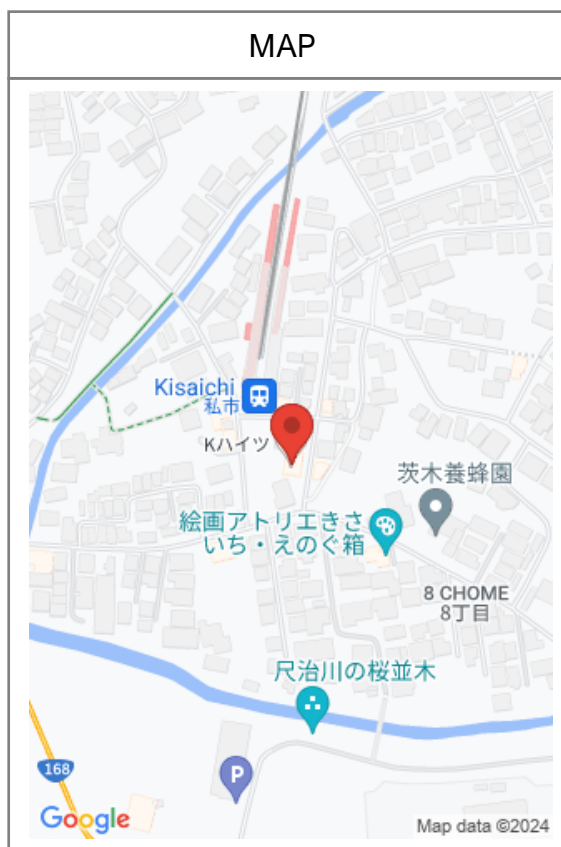 MAP
Kisaichi
私市
Kハイツ
茨木養蜂園
絵画アトリエきさ
いち・えのぐ箱
8 CHOME
8丁目
尺治川の桜並木
P
168
Google
Map data ©2024